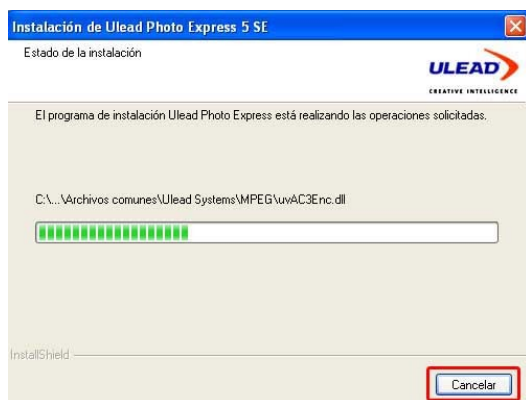 Instalación de Ulead Photo Express 5 SE
Estado de la instalación
ULEAD
CREATIVE INTELLIGENCE
El programa de instalación Ulead Photo Express está realizando las operaciones solicitadas.
C:\...\Archivos comunes\Ulead Systems\MPEG\uvAC3Enc.dll
InstallShield
Cancelar